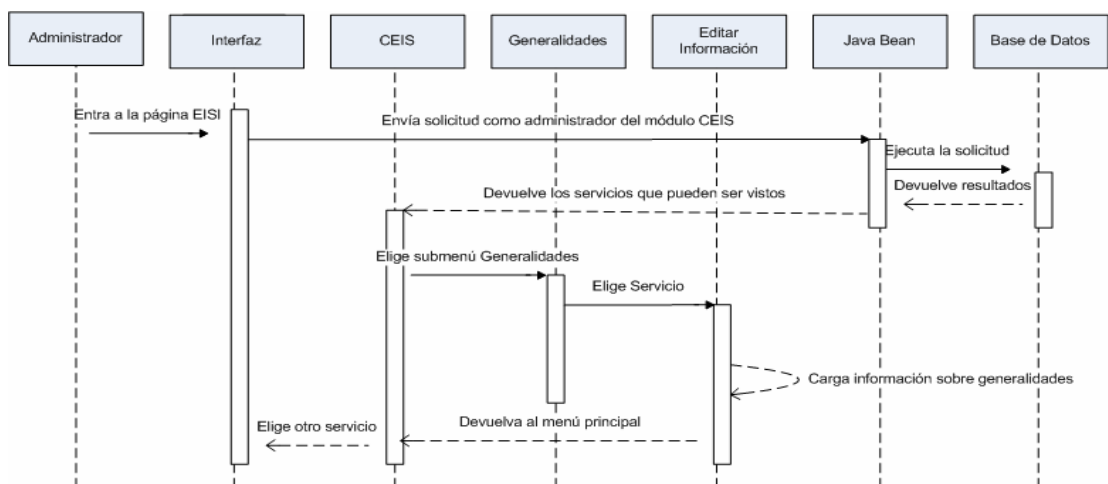 Administrador
Interfaz
CEIS
Generalidades
Editar
Información
Java Bean
Base de Datos
Entra a la página EISI
Envía solicitud como administrador del módulo CEIS
Ejecuta la solicitud
Devuelve resultados
Devuelve los servicios que pueden ser vistos
Elige submenú Generalidades
Elige Servicio
Carga información sobre generalidades
Devuelva al menú principal
Elige otro servicio